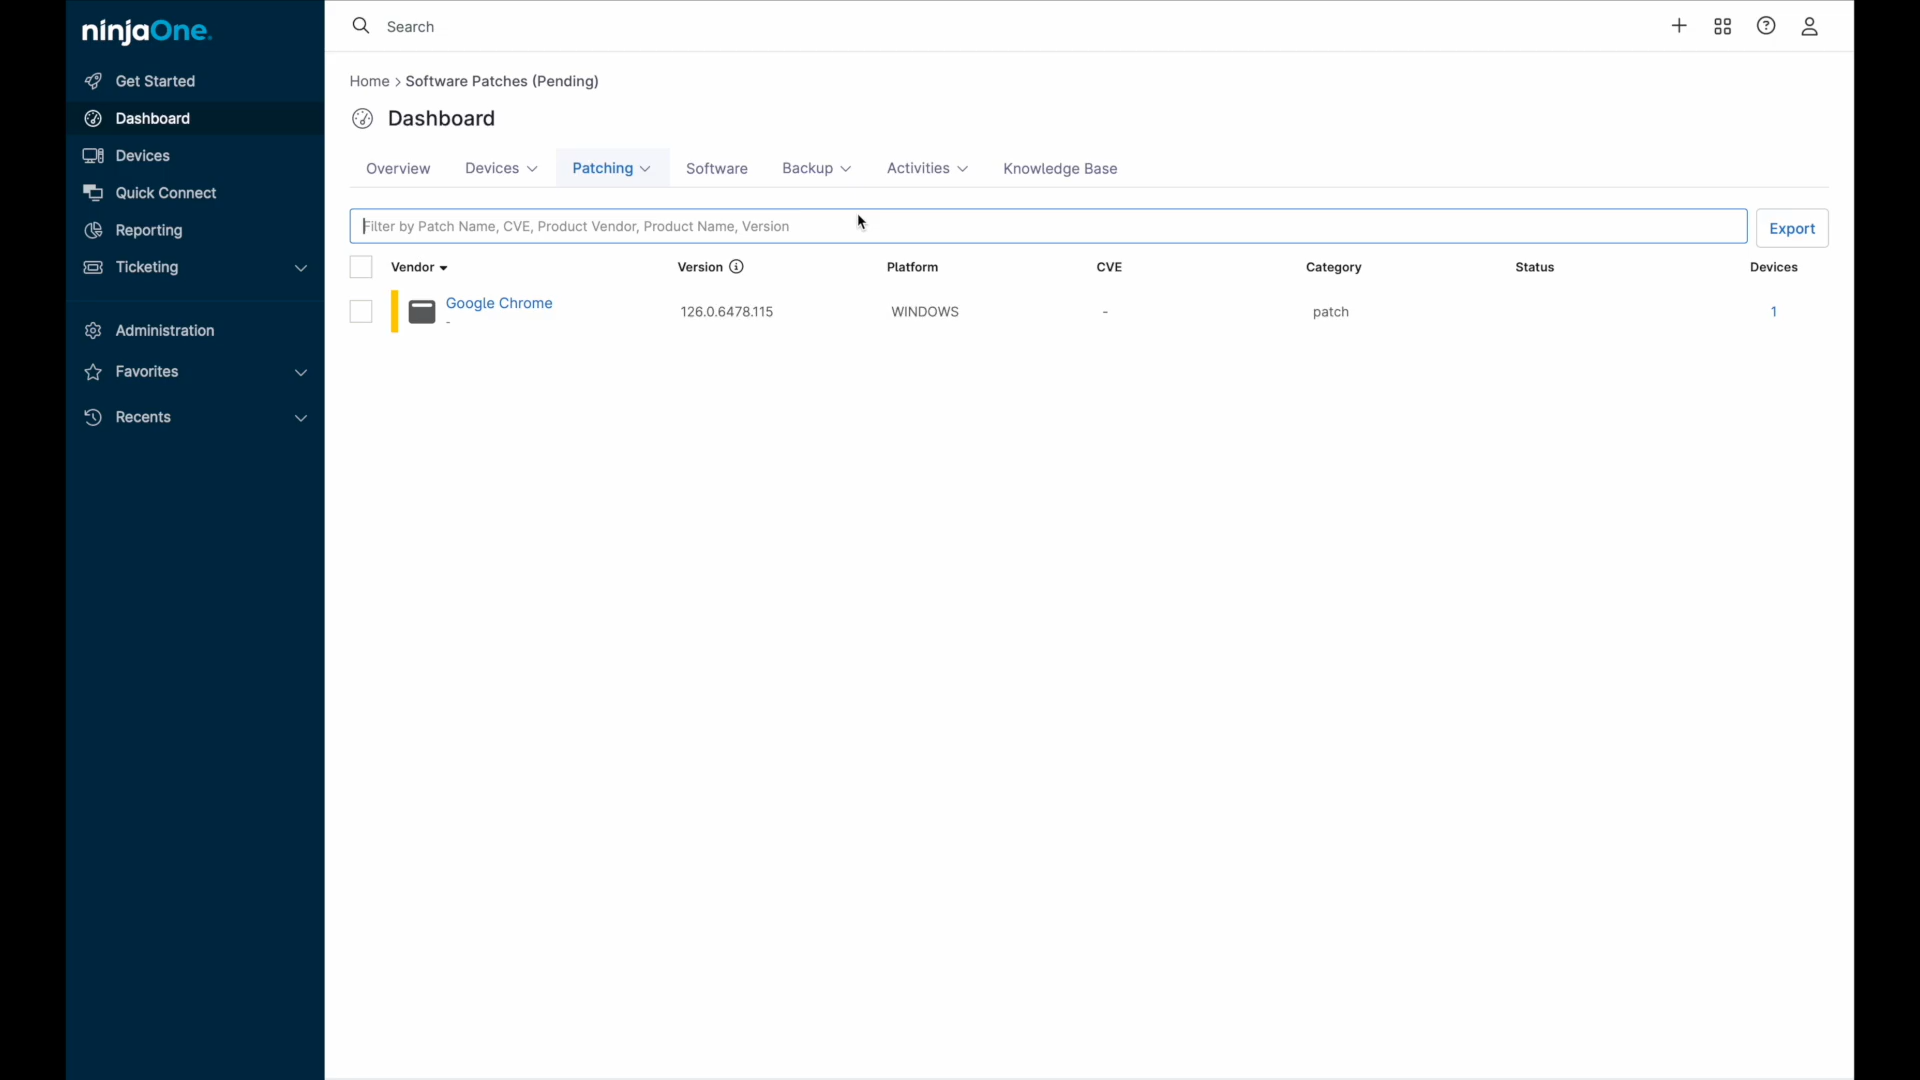 ninjaOne.
Search
Get Started
Dashboard
Devices
Quick Connect
Reporting
Ticketing
Administration
Favorites
Recents
Home > Software Patches (Pending)
Dashboard
Overview Devices Patching Software Backup Activities Knowledge Base
Filter by Patch Name, CVE, Product Vendor, Product Name, Version
Export
Vendor Version Platform CVE Category Status Devices
Google Chrome 126.0.6478.115 WINDOWS - patch 1
-